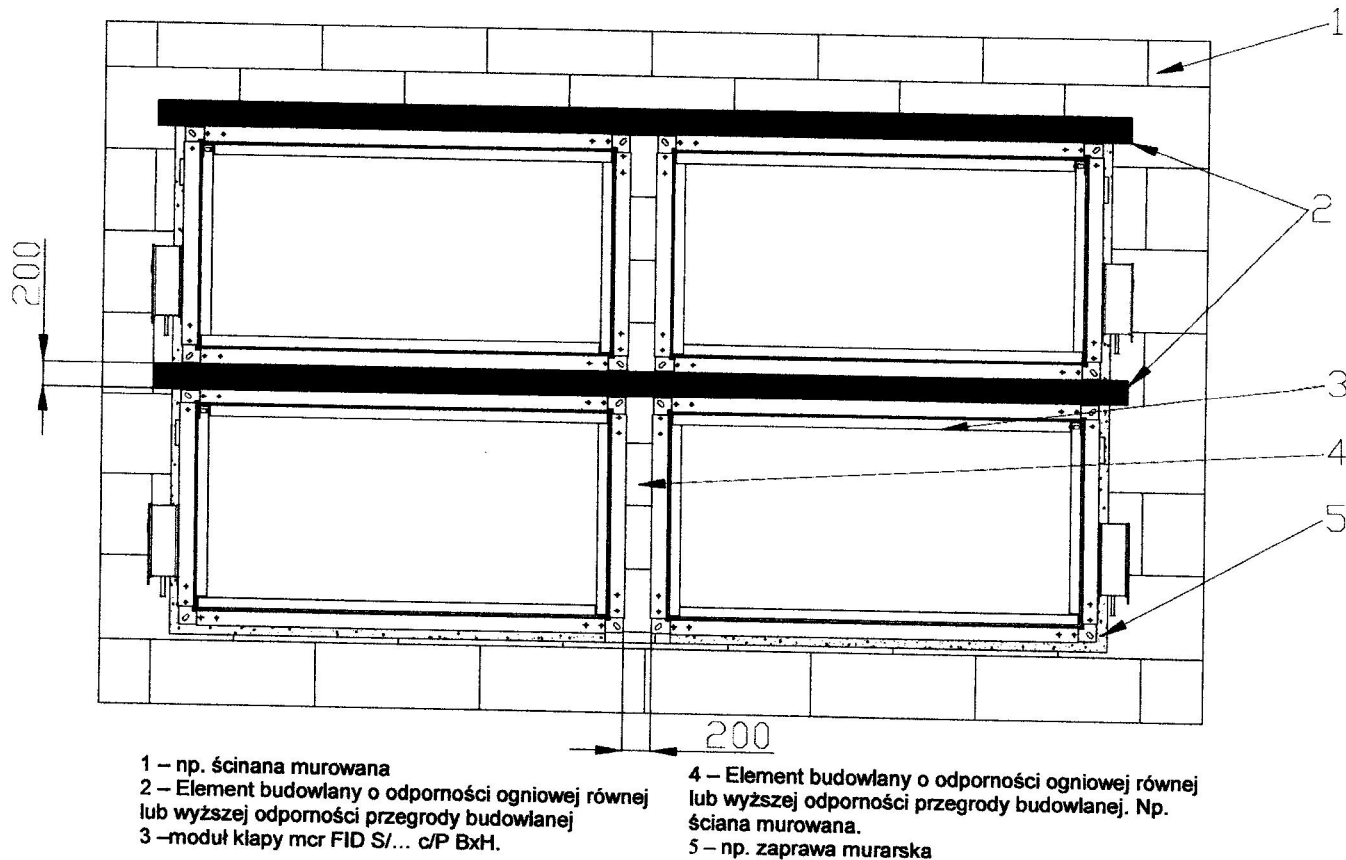 1
2
200
3
4
5
200
1 – np. ścinana murowana
2 – Element budowlany o odporności ogniowej równej
lub wyższej odporności przegrody budowlanej
3 –moduł klapy mcr FID S/... c/P BxH.
4 – Element budowlany o odporności ogniowej równej
lub wyższej odporności przegrody budowlanej. Np.
ściana murowana.
5 – np. zaprawa murarska